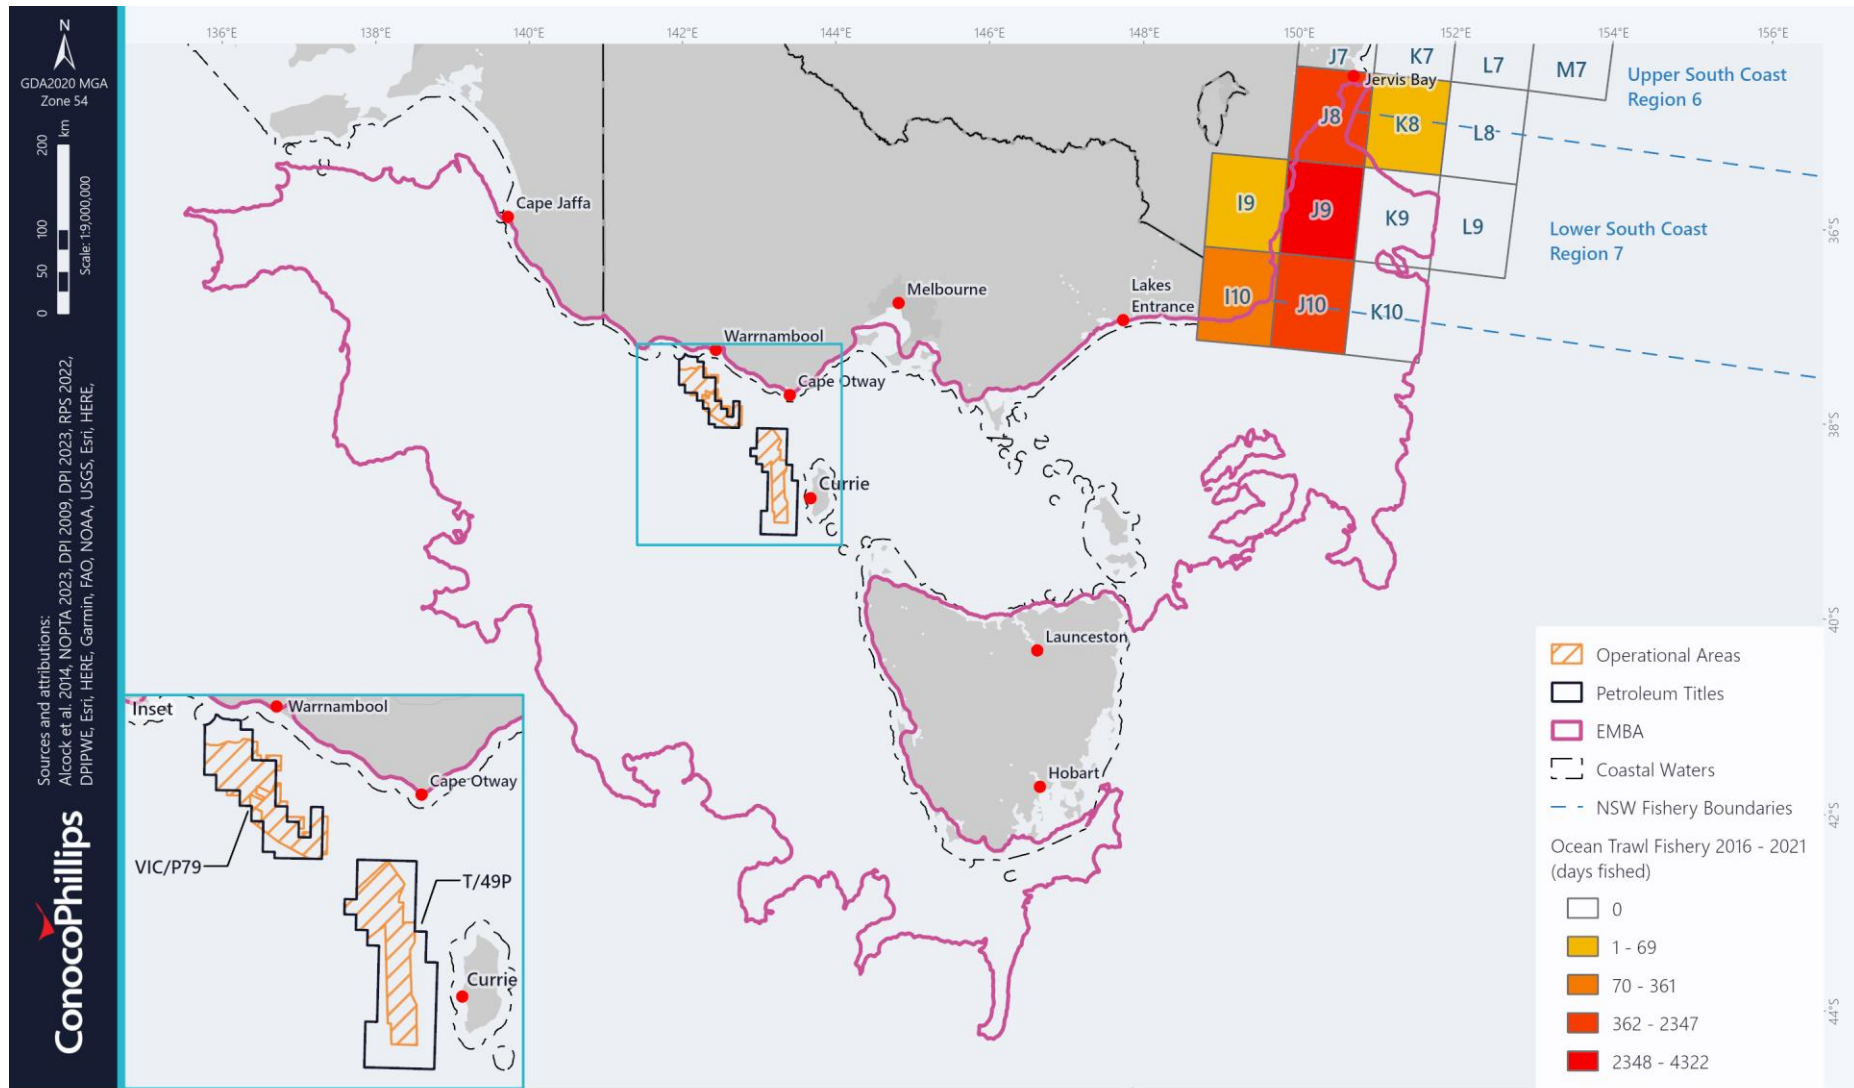 N
GDA2020 MGA
Zone 54
0 50 100 200
km
Scale: 1:9,000,000
Sources and attributions:
Alcock et al. 2014, NOPTA 2023, DPI 2009, DPI 2023, RPS 2022,
DPIPWE, Esri, HERE, Garmin, FAO, NOAA, USGS, Esri, HERE,
ConocoPhillips
136°E 138°E 140°E 142°E 144°E 146°E 148°E 150°E 152°E 154°E 156°E
J7 K7 L7 M7
Jervis Bay
Upper South Coast
Region 6
J8 K8 L8
I9 J9 K9 L9
Lower South Coast
Region 7
I10 J10 K10
36°S
38°S
40°S
42°S
44°S
Cape Jaffa
Melbourne
Lakes
Entrance
Warrnambool
Cape Otway
Currie
Launceston
Hobart
Inset
Warrnambool
Cape Otway
VIC/P79
T/49P
Currie
Operational Areas
Petroleum Titles
EMBA
Coastal Waters
NSW Fishery Boundaries
Ocean Trawl Fishery 2016 - 2021
(days fished)
0
1 - 69
70 - 361
362 - 2347
2348 - 4322